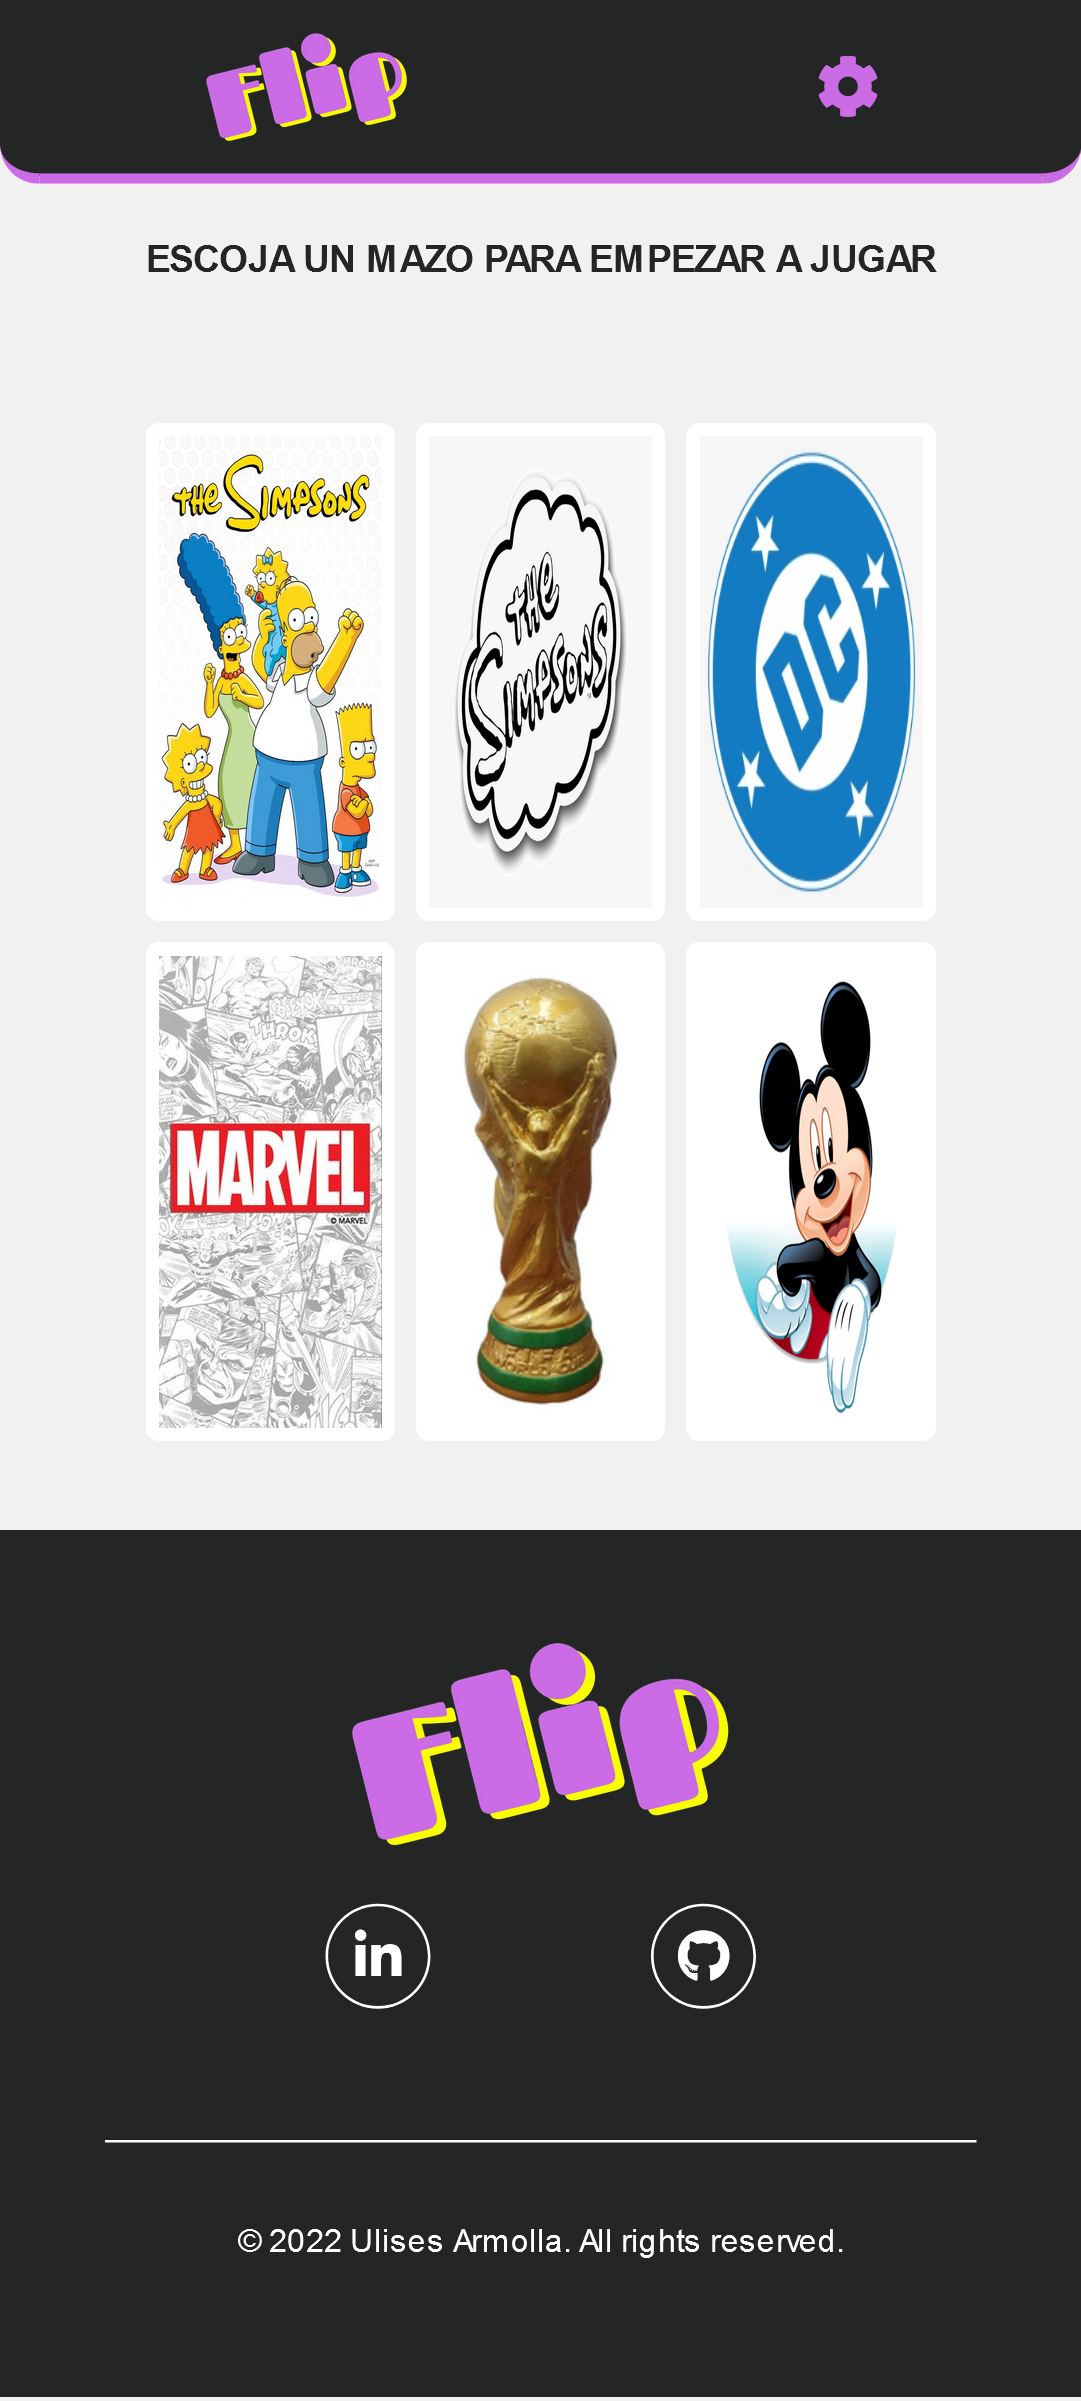 Flip
ESCOJA UN MAZO PARA EMPEZAR A JUGAR
THE SIMPSONS
THE
SIMPSONS
DC
THROK
MARVEL
© MARVEL
Flip
in
© 2022 Ulises Armolla. All rights reserved.